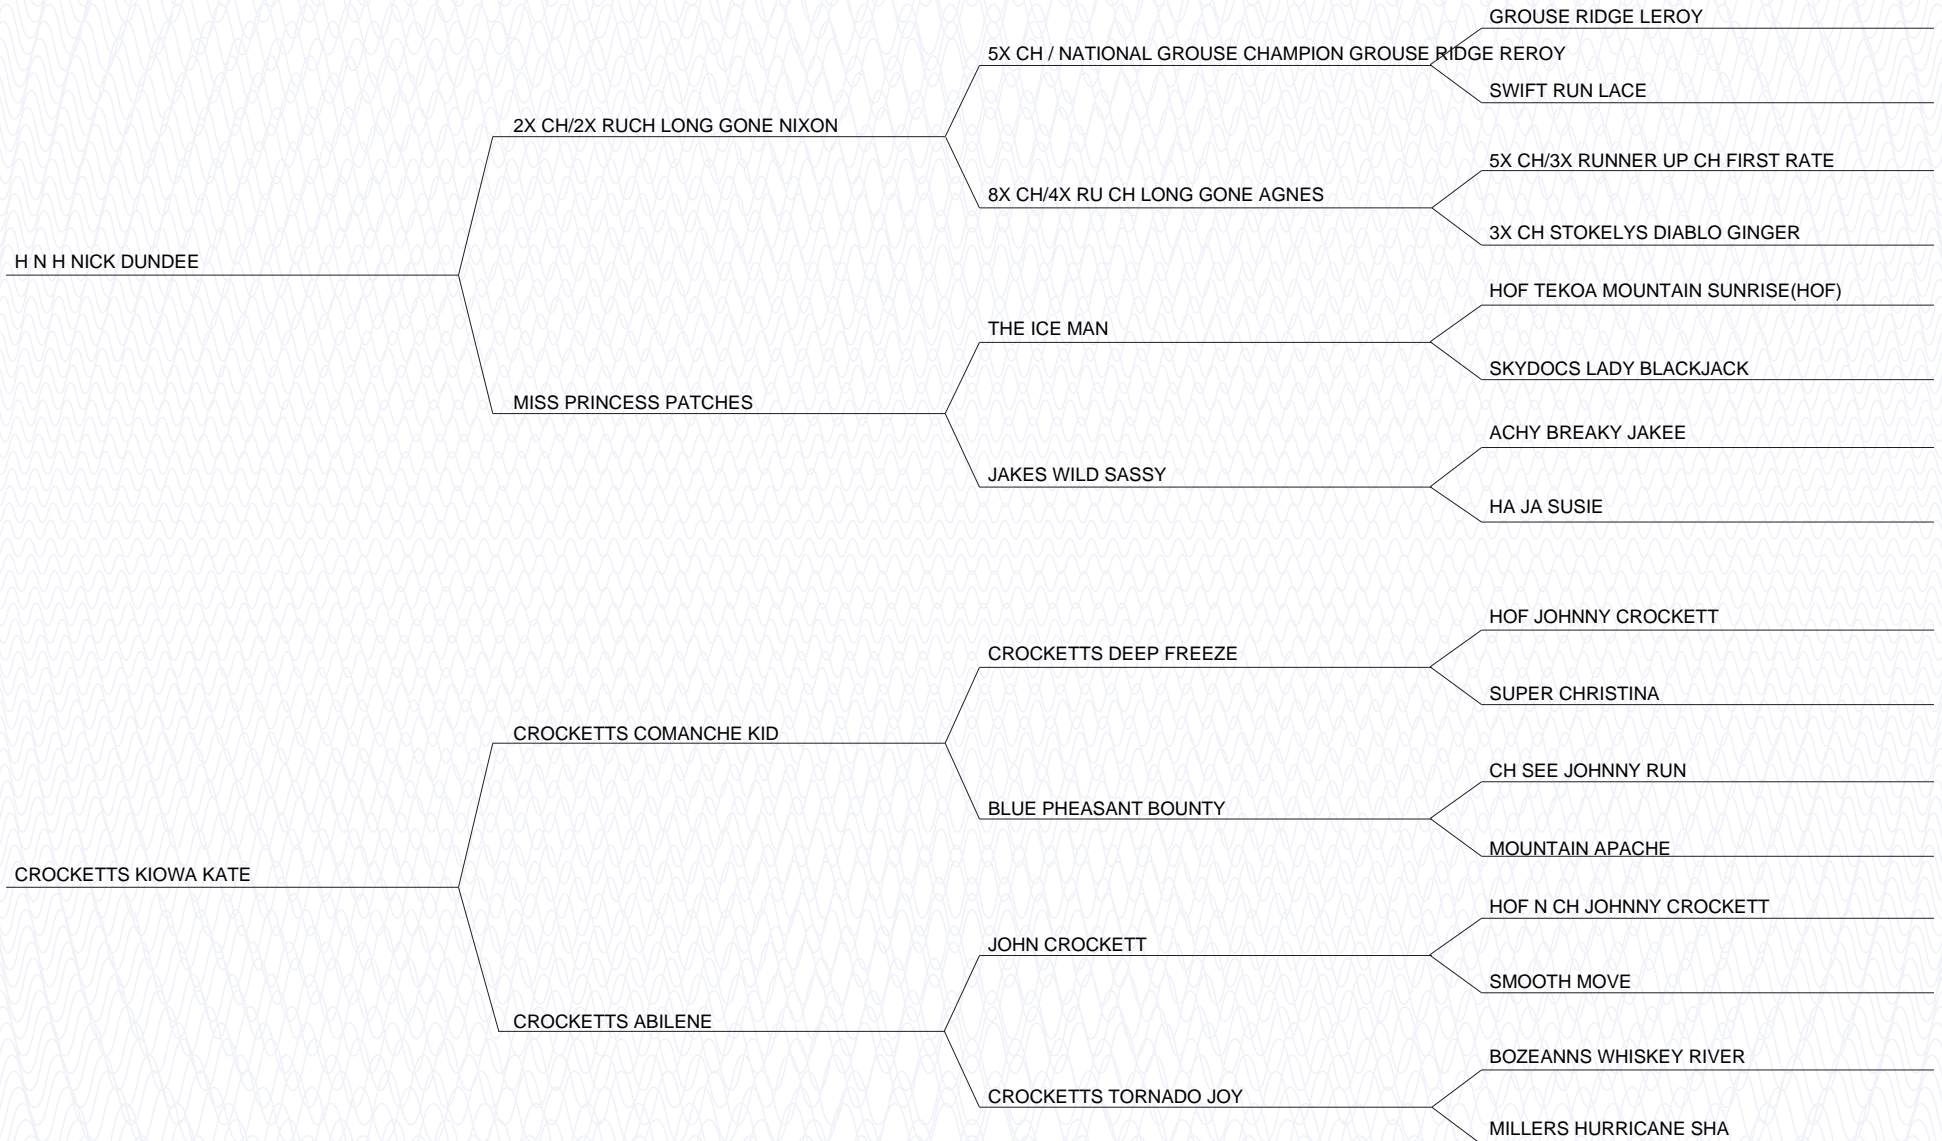 GROUSE RIDGE LEROY
5X CH / NATIONAL GROUSE CHAMPION GROUSE RIDGE REROY
SWIFT RUN LACE
2X CH/2X RUCH LONG GONE NIXON
5X CH/3X RUNNER UP CH FIRST RATE
8X CH/4X RU CH LONG GONE AGNES
3X CH STOKELYS DIABLO GINGER
H N H NICK DUNDEE
HOF TEKOA MOUNTAIN SUNRISE(HOF)
THE ICE MAN
SKYDOCS LADY BLACKJACK
MISS PRINCESS PATCHES
ACHY BREAKY JAKEE
JAKES WILD SASSY
HA JA SUSIE
HOF JOHNNY CROCKETT
CROCKETTS DEEP FREEZE
SUPER CHRISTINA
CROCKETTS COMANCHE KID
CH SEE JOHNNY RUN
BLUE PHEASANT BOUNTY
MOUNTAIN APACHE
CROCKETTS KIOWA KATE
HOF N CH JOHNNY CROCKETT
JOHN CROCKETT
SMOOTH MOVE
CROCKETTS ABILENE
BOZEANNS WHISKEY RIVER
CROCKETTS TORNADO JOY
MILLERS HURRICANE SHA